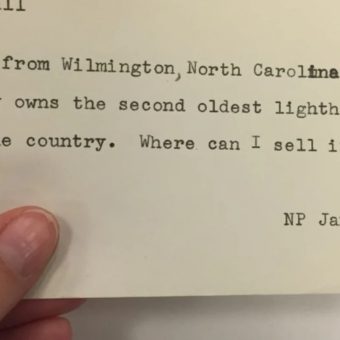 from Wilmington, North Carolina
owns the second oldest lighth
e country. Where can I sell i
NP Ja